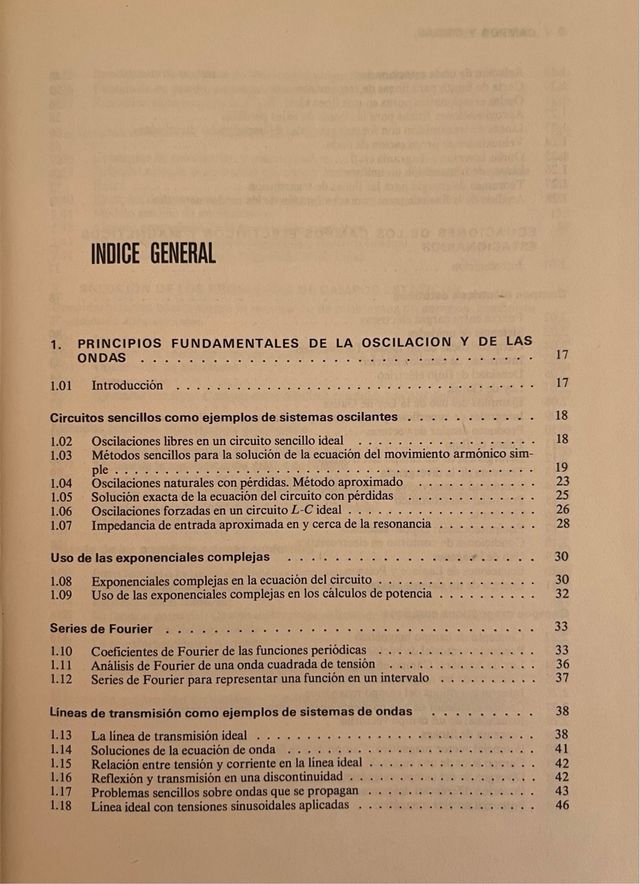 INDICE GENERAL
1. PRINCIPIOS FUNDAMENTALES DE LA OSCILACION Y DE LAS
ONDAS . . . . . . . . . . . . . . . . . . . . . . . . . . . . . . . . . 17
1.01 Introducción . . . . . . . . . . . . . . . . . . . . . . . . . . . . . . 17
Circuitos sencillos como ejemplos de sistemas oscilantes . . . . . . . . . . . 18
1.02 Oscilaciones libres en un circuito sencillo ideal . . . . . . . . . . . . . . . 18
1.03 Métodos sencillos para la solución de la ecuación del movimiento armónico sim-
ple . . . . . . . . . . . . . . . . . . . . . . . . . . . . . . . . . . . 19
1.04 Oscilaciones naturales con pérdidas. Método aproximado . . . . . . . . . . 23
1.05 Solución exacta de la ecuación del circuito con pérdidas . . . . . . . . . . . 25
1.06 Oscilaciones forzadas en un circuito L-C ideal . . . . . . . . . . . . . . . . 26
1.07 Impedancia de entrada aproximada en y cerca de la resonancia . . . . . . . . 28
Uso de las exponenciales complejas . . . . . . . . . . . . . . . . . . . . . 30
1.08 Exponenciales complejas en la ecuación del circuito . . . . . . . . . . . . . 30
1.09 Uso de las exponenciales complejas en los cálculos de potencia . . . . . . . . 32
Series de Fourier . . . . . . . . . . . . . . . . . . . . . . . . . . . . . . . 33
1.10 Coeficientes de Fourier de las funciones periódicas . . . . . . . . . . . . . . 33
1.11 Análisis de Fourier de una onda cuadrada de tensión . . . . . . . . . . . . 36
1.12 Series de Fourier para representar una función en un intervalo . . . . . . . . 37
Líneas de transmisión como ejemplos de sistemas de ondas . . . . . . . . . 38
1.13 La línea de transmisión ideal . . . . . . . . . . . . . . . . . . . . . . . 38
1.14 Soluciones de la ecuación de onda . . . . . . . . . . . . . . . . . . . . . 41
1.15 Relación entre tensión y corriente en la línea ideal . . . . . . . . . . . . . . 42
1.16 Reflexión y transmisión en una discontinuidad . . . . . . . . . . . . . . . . 42
1.17 Problemas sencillos sobre ondas que se propagan . . . . . . . . . . . . . . 43
1.18 Línea ideal con tensiones sinusoidales aplicadas . . . . . . . . . . . . . . . 46